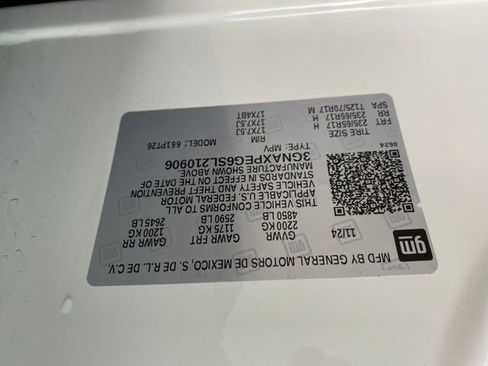 gm
MFD BY GENERAL MOTORS DE MEXICO, S. DE R.L. DE C.V.
11/24 GVWR GAWR FRT GAWR RR
2200 KG 1175 KG 1200 KG
4850 LB 2590 LB 2645 LB
THIS VEHICLE CONFORMS TO ALL
APPLICABLE U.S. FEDERAL MOTOR
VEHICLE SAFETY AND THEFT PREVENTION
STANDARDS IN EFFECT ON THE DATE OF
MANUFACTURE SHOWN ABOVE.
3GNAXPEG6SL210906
TYPE: MPV MODEL: 661PT26
8624
TIRE SIZE RIM
FRT 235/65R17 H 17X7.5J
RR 235/65R17 H 17X7.5J
SPA T125/70R17 M 17X4BT